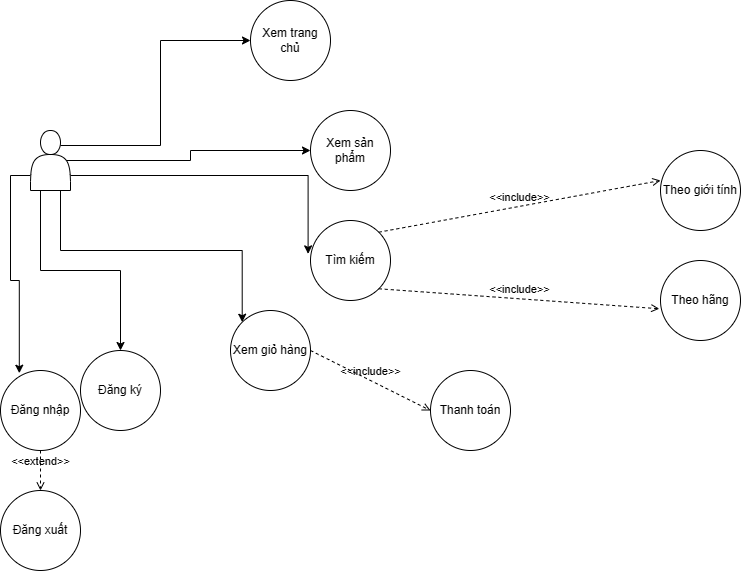 Xem trang
chủ
Xem sản
phẩm
<<include>>
Theo giới tính
Tìm kiếm
<<include>>
Theo hãng
Xem giỏ hàng
<<include>>
Thanh toán
Đăng ký
Đăng nhập
<<extend>>
Đăng xuất